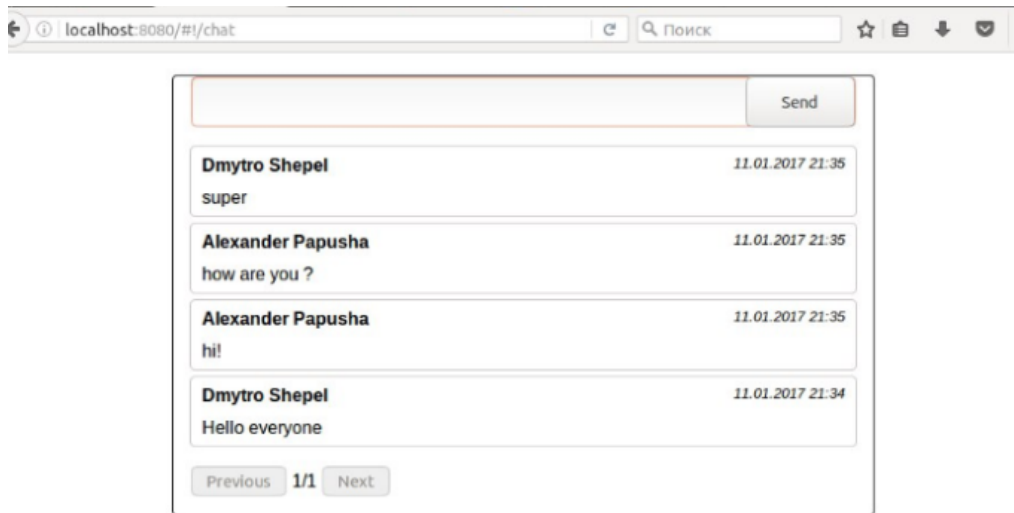 localhost:8080/#!/chat
Поиск
Send
Dmytro Shepel 11.01.2017 21:35
super
Alexander Papusha 11.01.2017 21:35
how are you ?
Alexander Papusha 11.01.2017 21:35
hi!
Dmytro Shepel 11.01.2017 21:34
Hello everyone
Previous 1/1 Next